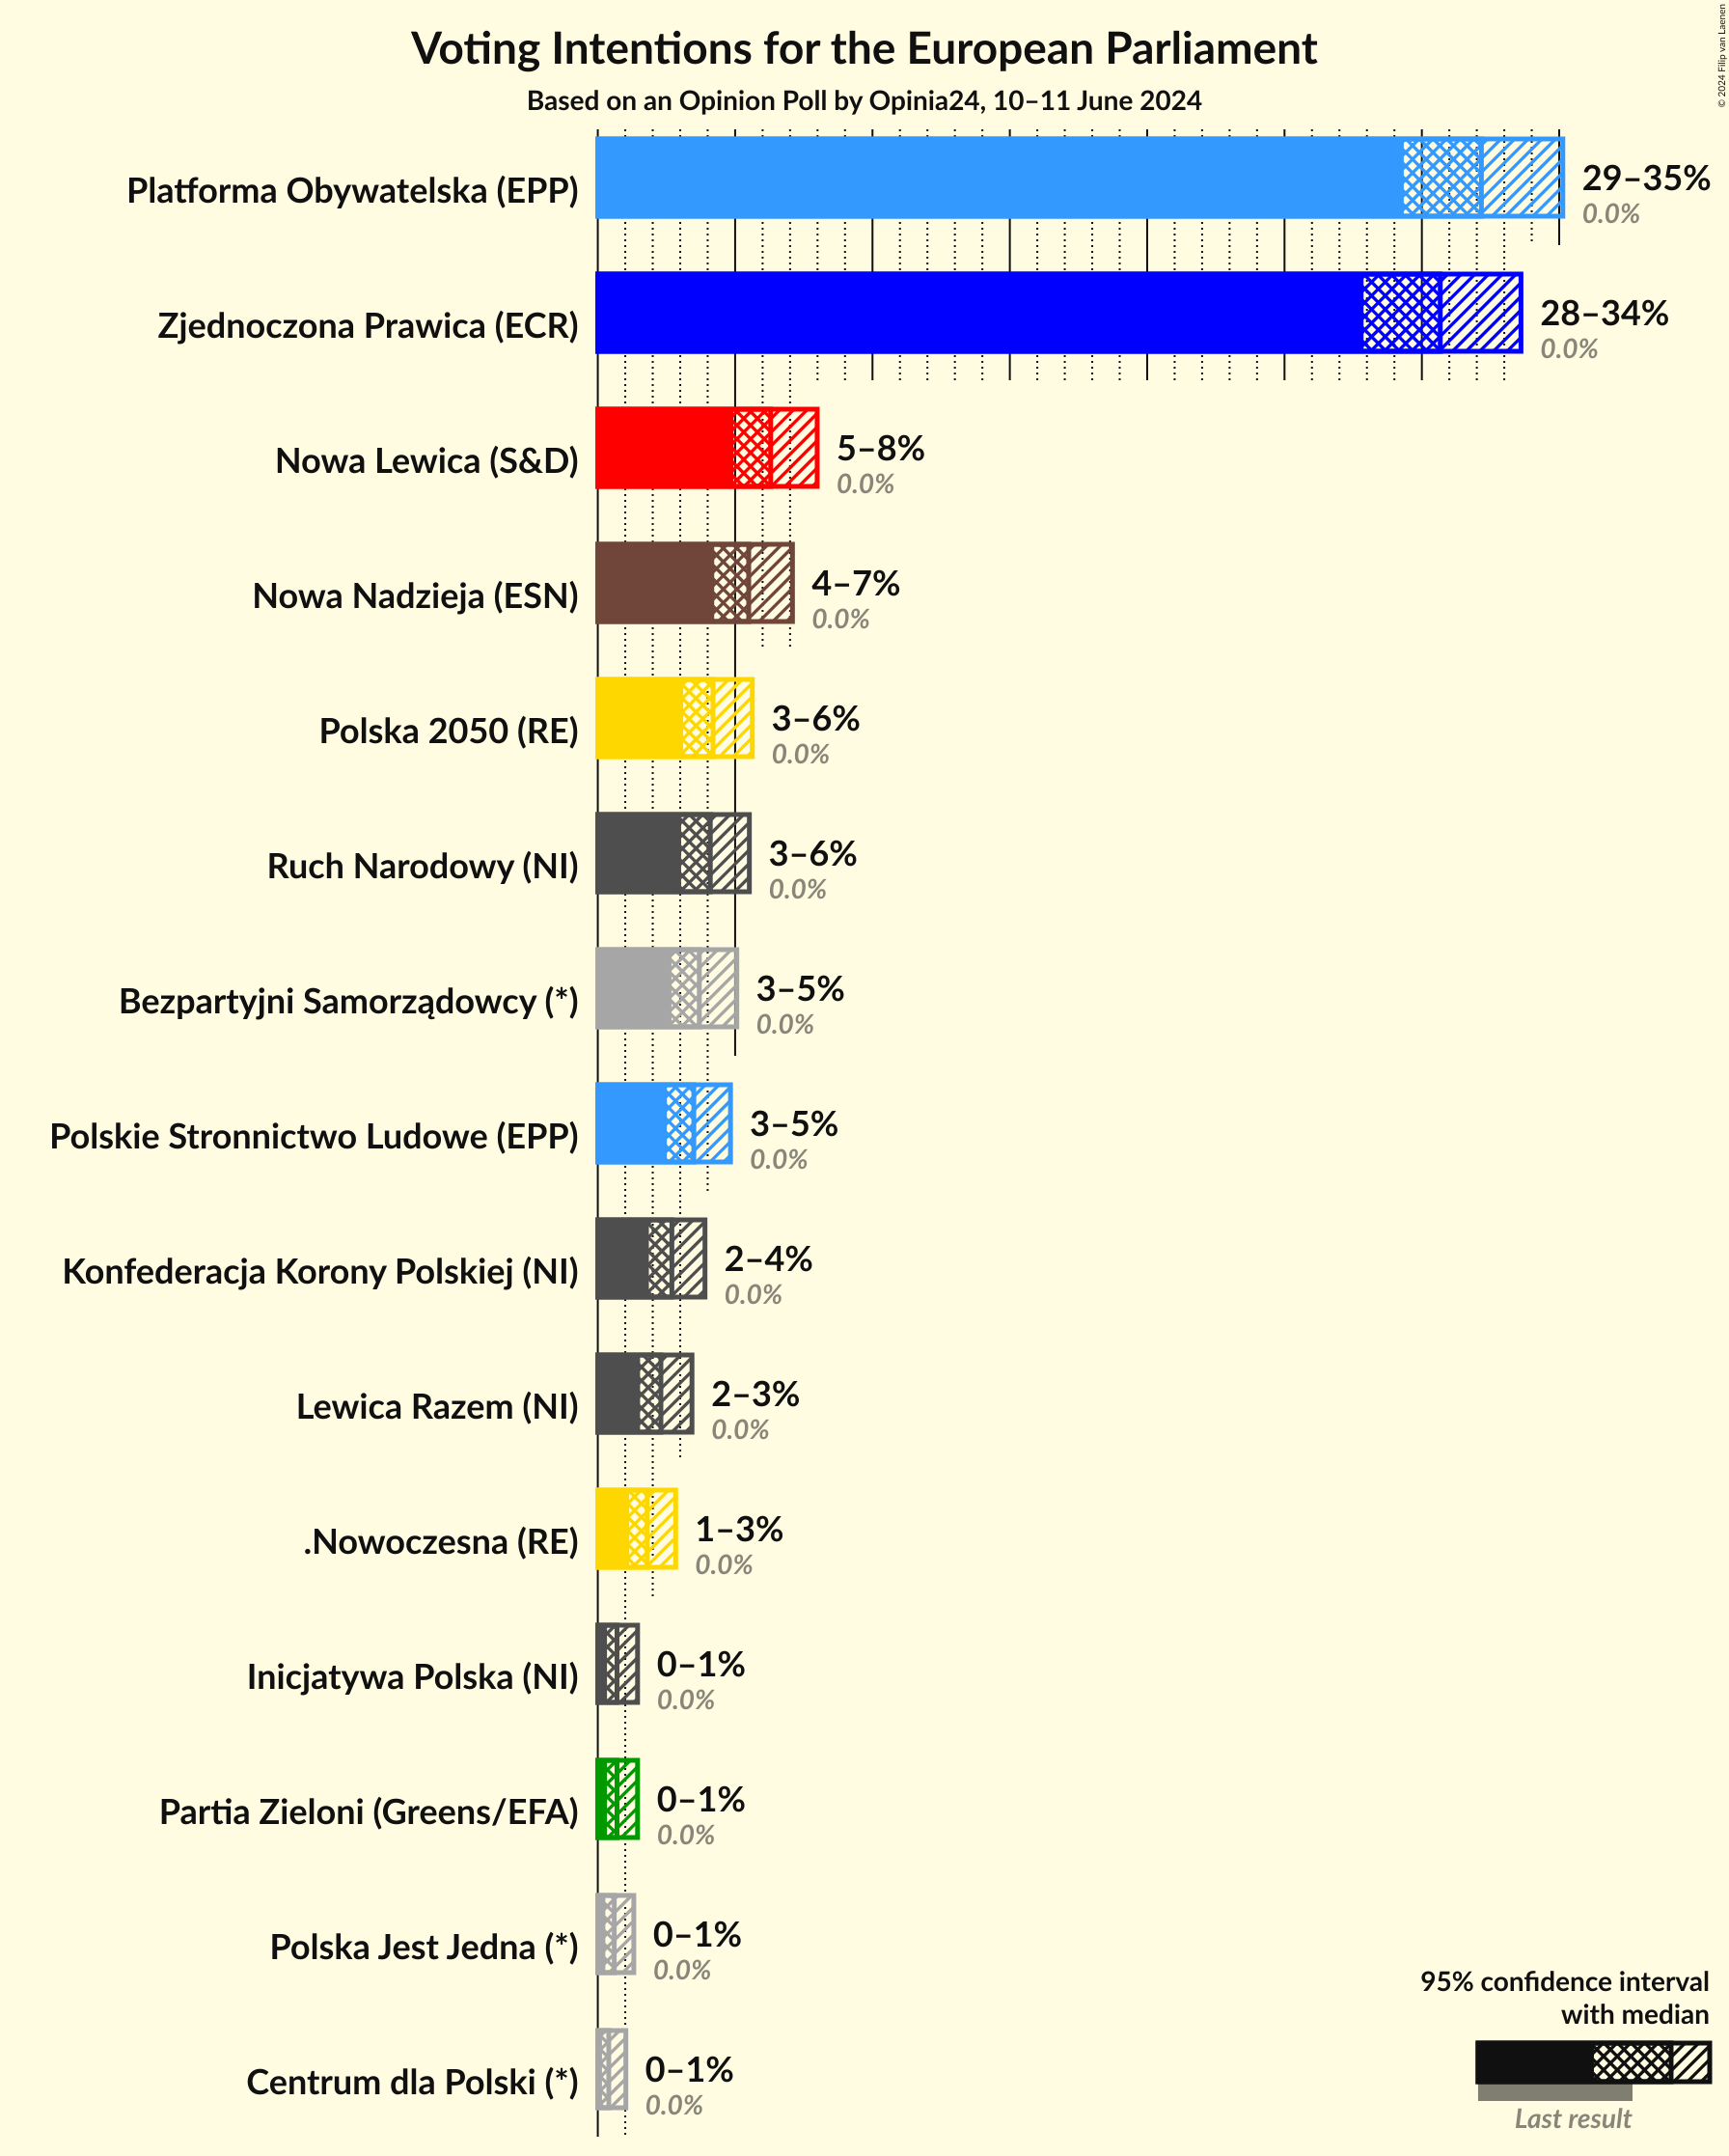 Voting Intentions for the European Parliament
Based on an Opinion Poll by Opinia24, 10–11 June 2024
© 2024 Filip van Laenen
Platforma Obywatelska (EPP)
29–35%
0.0%
Zjednoczona Prawica (ECR)
28–34%
0.0%
Nowa Lewica (S&D)
5–8%
0.0%
Nowa Nadzieja (ESN)
4–7%
0.0%
Polska 2050 (RE)
3–6%
0.0%
Ruch Narodowy (NI)
3–6%
0.0%
Bezpartyjni Samorządowcy (*)
3–5%
0.0%
Polskie Stronnictwo Ludowe (EPP)
3–5%
0.0%
Konfederacja Korony Polskiej (NI)
2–4%
0.0%
Lewica Razem (NI)
2–3%
0.0%
.Nowoczesna (RE)
1–3%
0.0%
Inicjatywa Polska (NI)
0–1%
0.0%
Partia Zieloni (Greens/EFA)
0–1%
0.0%
Polska Jest Jedna (*)
0–1%
0.0%
Centrum dla Polski (*)
0–1%
0.0%
95% confidence interval
with median
Last result